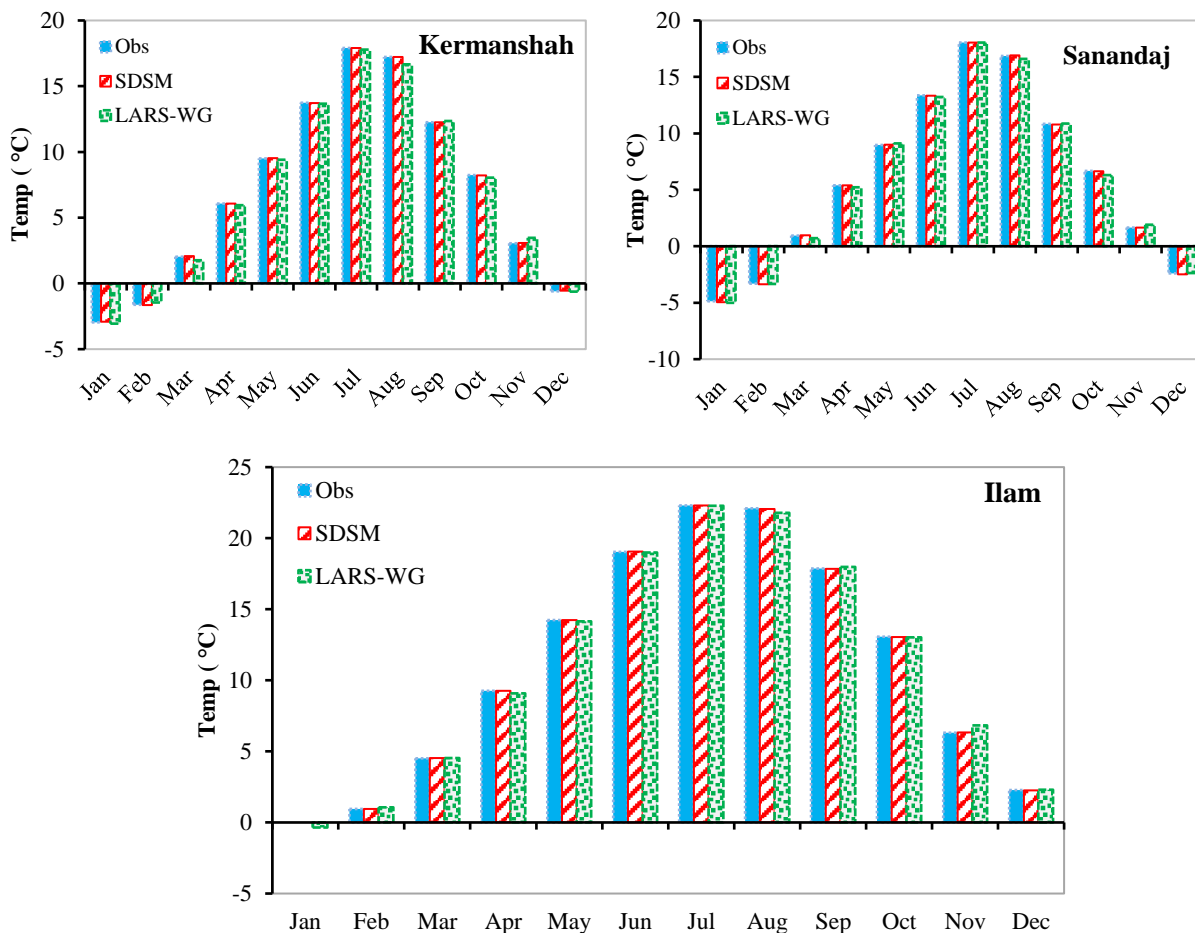 Kermanshah
Obs
SDSM
LARS-WG
Temp ( °C)
20
15
10
5
0
-5
Jan Feb Mar Apr May Jun Jul Aug Sep Oct Nov Dec
Sanandaj
Obs
SDSM
LARS-WG
Temp ( °C)
20
15
10
5
0
-5
-10
Jan Feb Mar Apr May Jun Jul Aug Sep Oct Nov Dec
Ilam
Obs
SDSM
LARS-WG
Temp ( °C)
25
20
15
10
5
0
-5
Jan Feb Mar Apr May Jun Jul Aug Sep Oct Nov Dec